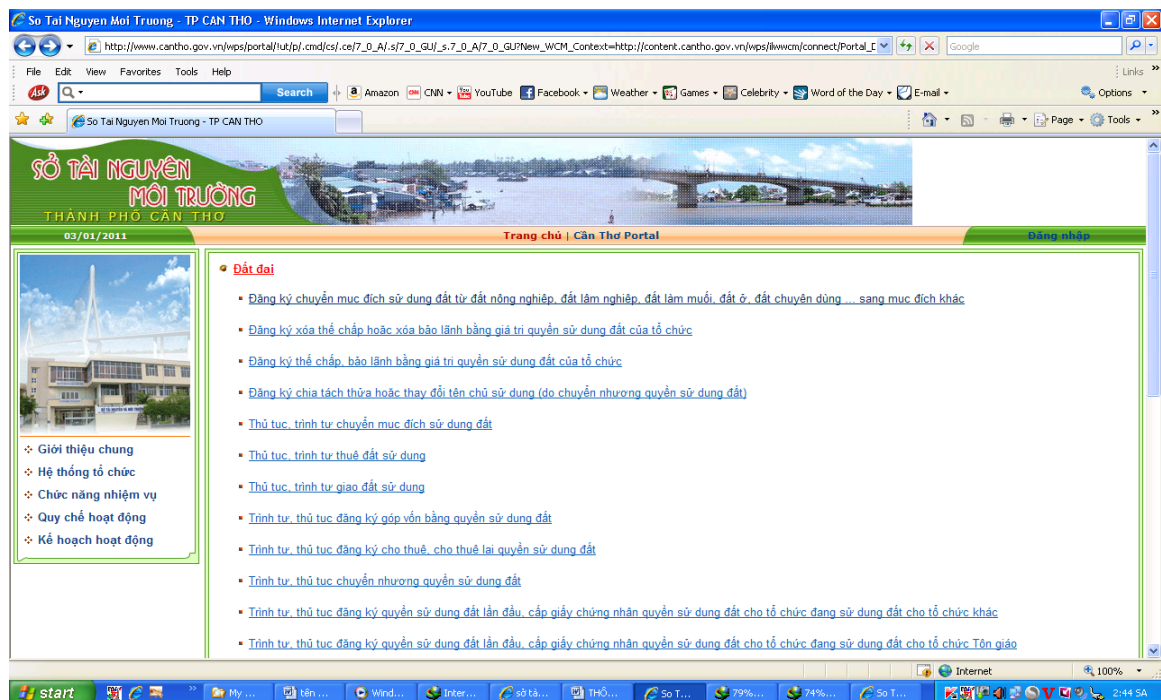 So Tai Nguyen Moi Truong - TP CAN THO - Windows Internet Explorer
http://www.cantho.gov.vn/wps/portal/!ut/p/.cmd/cs/.ce/7_0_A/.s/7_0_GU/_s.7_0_A/7_0_GU?New_WCM_Context=http://content.cantho.gov.vn/wps/ilwwcm/connect/Portal_D
Google
File Edit View Favorites Tools Help
Links »
Ask Search Amazon CNN YouTube Facebook Weather Games Celebrity Word of the Day E-mail Options
So Tai Nguyen Moi Truong - TP CAN THO
Page Tools »
SỞ TÀI NGUYÊN
MÔI TRƯỜNG
THÀNH PHỐ CẦN THƠ
03/01/2011 Trang chủ | Cần Thơ Portal Đăng nhập
Giới thiệu chung
Hệ thống tổ chức
Chức năng nhiệm vụ
Quy chế hoạt động
Kế hoạch hoạt động
Đất đai
Đăng ký chuyển mục đích sử dụng đất từ đất nông nghiệp, đất lâm nghiệp, đất làm muối, đất ở, đất chuyên dùng ... sang mục đích khác
Đăng ký xóa thế chấp hoặc xóa bảo lãnh bằng giá trị quyền sử dụng đất của tổ chức
Đăng ký thế chấp, bảo lãnh bằng giá trị quyền sử dụng đất của tổ chức
Đăng ký chia tách thửa hoặc thay đổi tên chủ sử dụng (do chuyển nhượng quyền sử dụng đất)
Thủ tục, trình tự chuyển mục đích sử dụng đất
Thủ tục, trình tự thuê đất sử dụng
Thủ tục, trình tự giao đất sử dụng
Trình tự, thủ tục đăng ký góp vốn bằng quyền sử dụng đất
Trình tự, thủ tục đăng ký cho thuê, cho thuê lại quyền sử dụng đất
Trình tự, thủ tục chuyển nhượng quyền sử dụng đất
Trình tự, thủ tục đăng ký quyền sử dụng đất lần đầu, cấp giấy chứng nhận quyền sử dụng đất cho tổ chức đang sử dụng đất cho tổ chức khác
Trình tự, thủ tục đăng ký quyền sử dụng đất lần đầu, cấp giấy chứng nhận quyền sử dụng đất cho tổ chức đang sử dụng đất cho tổ chức Tôn giáo
Internet 100%
start » My ... tên ... Wind... Inter... sở tà... THÔ... So T... 79%... 74%... So T... 2:44 SA